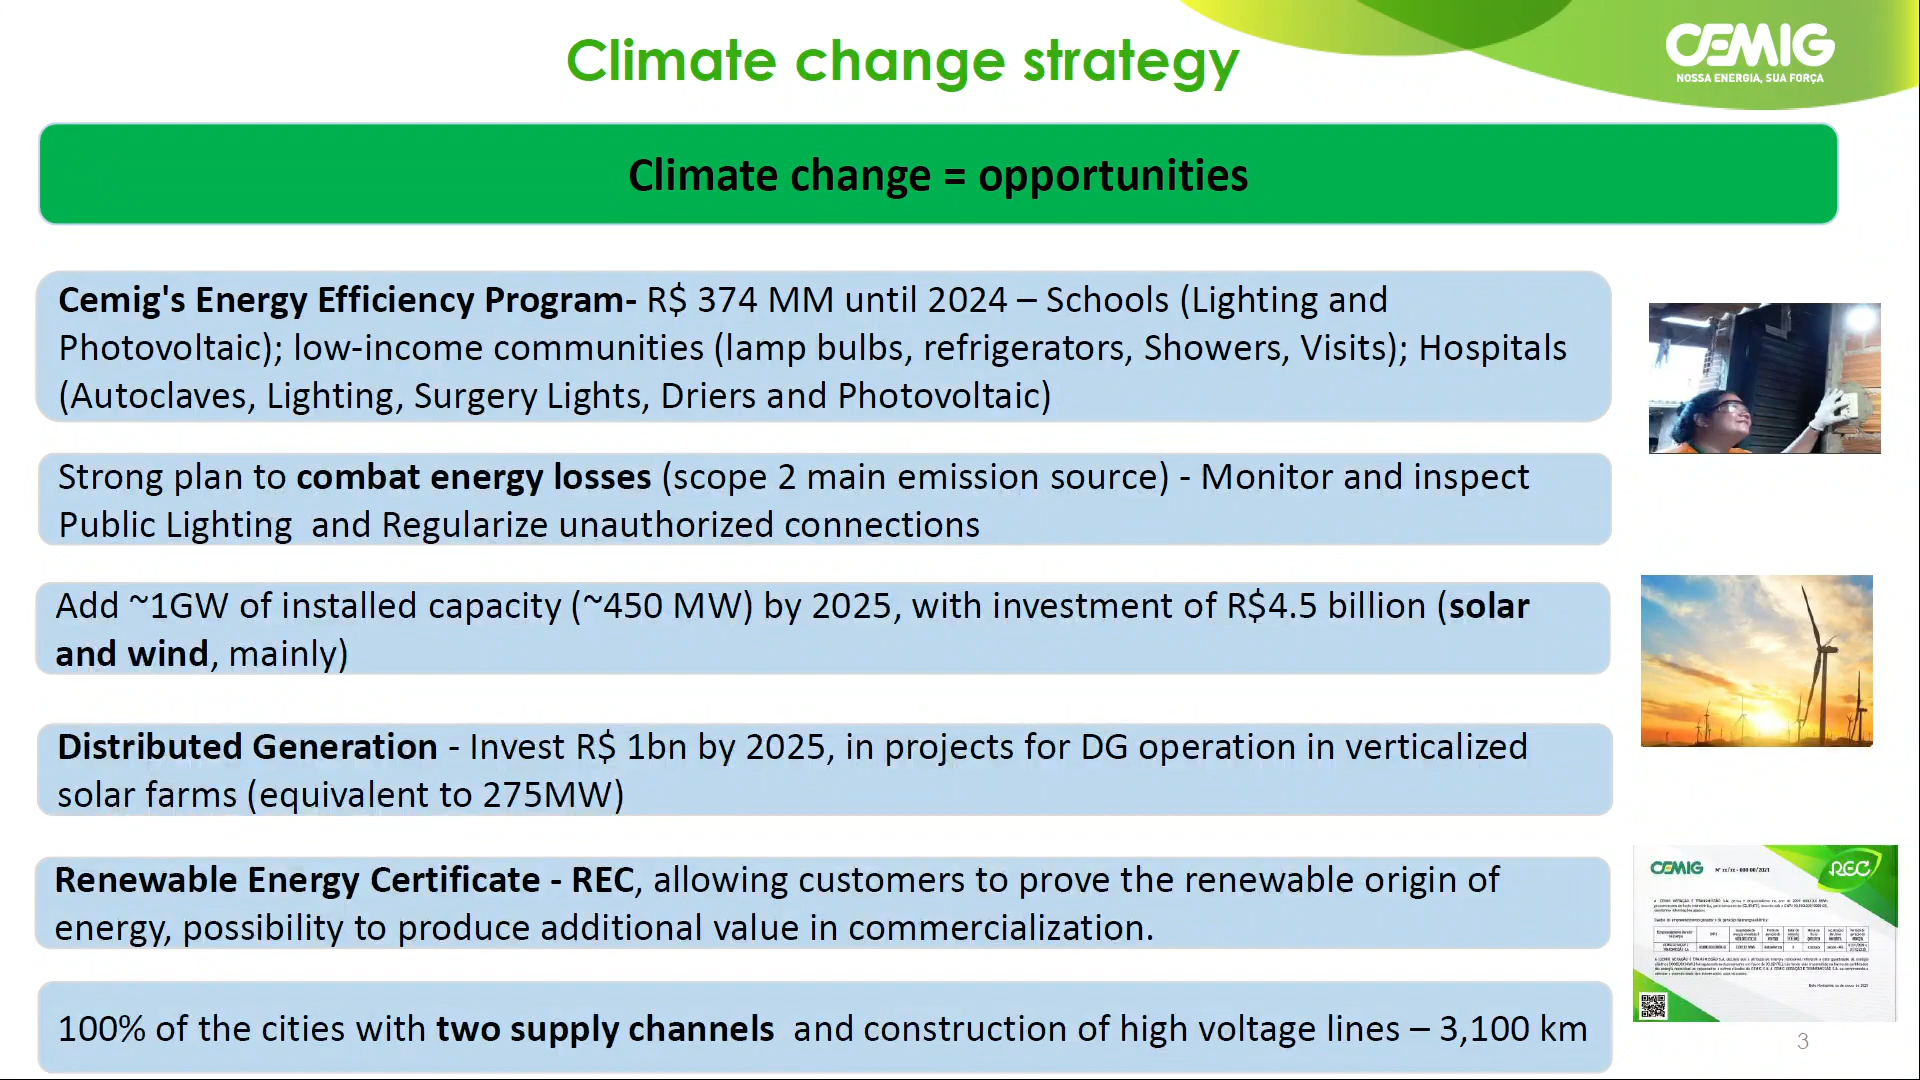 Climate change strategy
CEMIG
NOSSA ENERGIA, SUA FORÇA
Climate change = opportunities
Cemig's Energy Efficiency Program- R$ 374 MM until 2024 – Schools (Lighting and
Photovoltaic); low-income communities (lamp bulbs, refrigerators, Showers, Visits); Hospitals
(Autoclaves, Lighting, Surgery Lights, Driers and Photovoltaic)
Strong plan to combat energy losses (scope 2 main emission source) - Monitor and inspect
Public Lighting  and Regularize unauthorized connections
Add ~1GW of installed capacity (~450 MW) by 2025, with investment of R$4.5 billion (solar
and wind, mainly)
Distributed Generation - Invest R$ 1bn by 2025, in projects for DG operation in verticalized
solar farms (equivalent to 275MW)
Renewable Energy Certificate - REC, allowing customers to prove the renewable origin of
energy, possibility to produce additional value in commercialization.
CEMIG
REC
100% of the cities with two supply channels  and construction of high voltage lines – 3,100 km
3